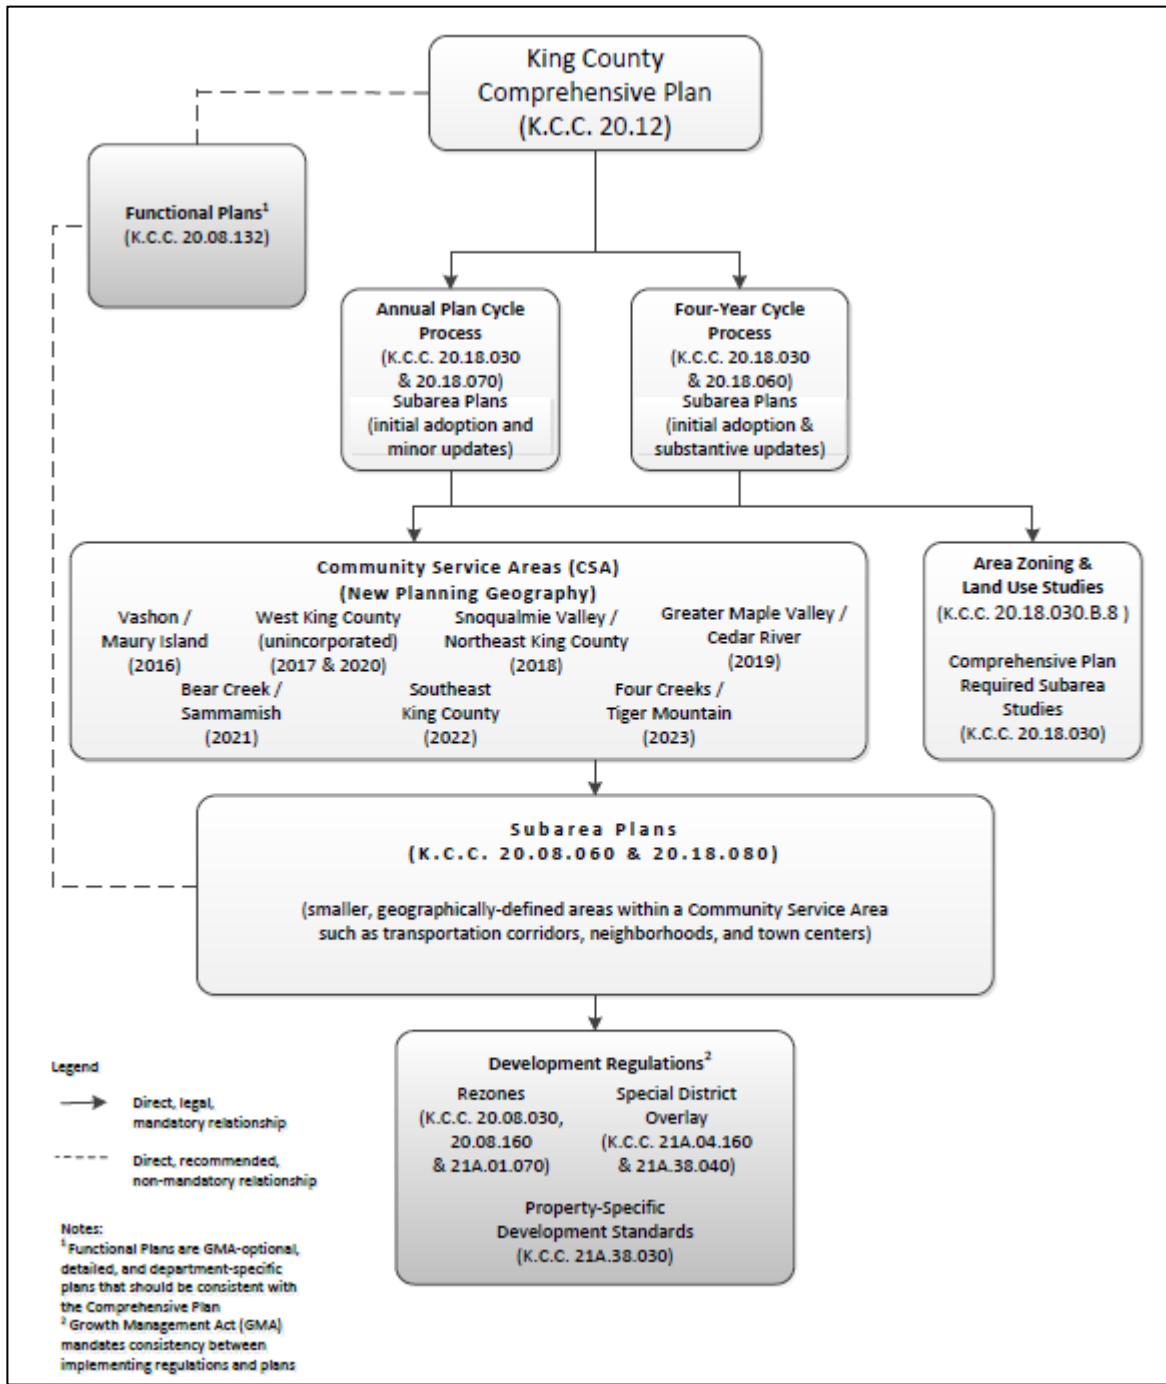 King County
Comprehensive Plan
(K.C.C. 20.12)
Functional Plans¹
(K.C.C. 20.08.132)
Annual Plan Cycle
Process
(K.C.C. 20.18.030
& 20.18.070)
Subarea Plans
(initial adoption and
minor updates)
Four-Year Cycle
Process
(K.C.C. 20.18.030
& 20.18.060)
Subarea Plans
(initial adoption &
substantive updates)
Community Service Areas (CSA)
(New Planning Geography)
Vashon /
Maury Island
(2016)
West King County
(unincorporated)
(2017 & 2020)
Snoqualmie Valley /
Northeast King County
(2018)
Greater Maple Valley /
Cedar River
(2019)
Bear Creek /
Sammamish
(2021)
Southeast
King County
(2022)
Four Creeks /
Tiger Mountain
(2023)
Area Zoning &
Land Use Studies
(K.C.C. 20.18.030.B.8 )
Comprehensive Plan
Required Subarea
Studies
(K.C.C. 20.18.030)
Subarea Plans
(K.C.C. 20.08.060 & 20.18.080)
(smaller, geographically-defined areas within a Community Service Area
such as transportation corridors, neighborhoods, and town centers)
Development Regulations²
Rezones
(K.C.C. 20.08.030,
20.08.160
& 21A.01.070)
Special District
Overlay
(K.C.C. 21A.04.160
& 21A.38.040)
Property-Specific
Development Standards
(K.C.C. 21A.38.030)
Legend
Direct, legal,
mandatory relationship
Direct, recommended,
non-mandatory relationship
Notes:
¹ Functional Plans are GMA-optional,
detailed, and department-specific
plans that should be consistent with
the Comprehensive Plan
² Growth Management Act (GMA)
mandates consistency between
implementing regulations and plans